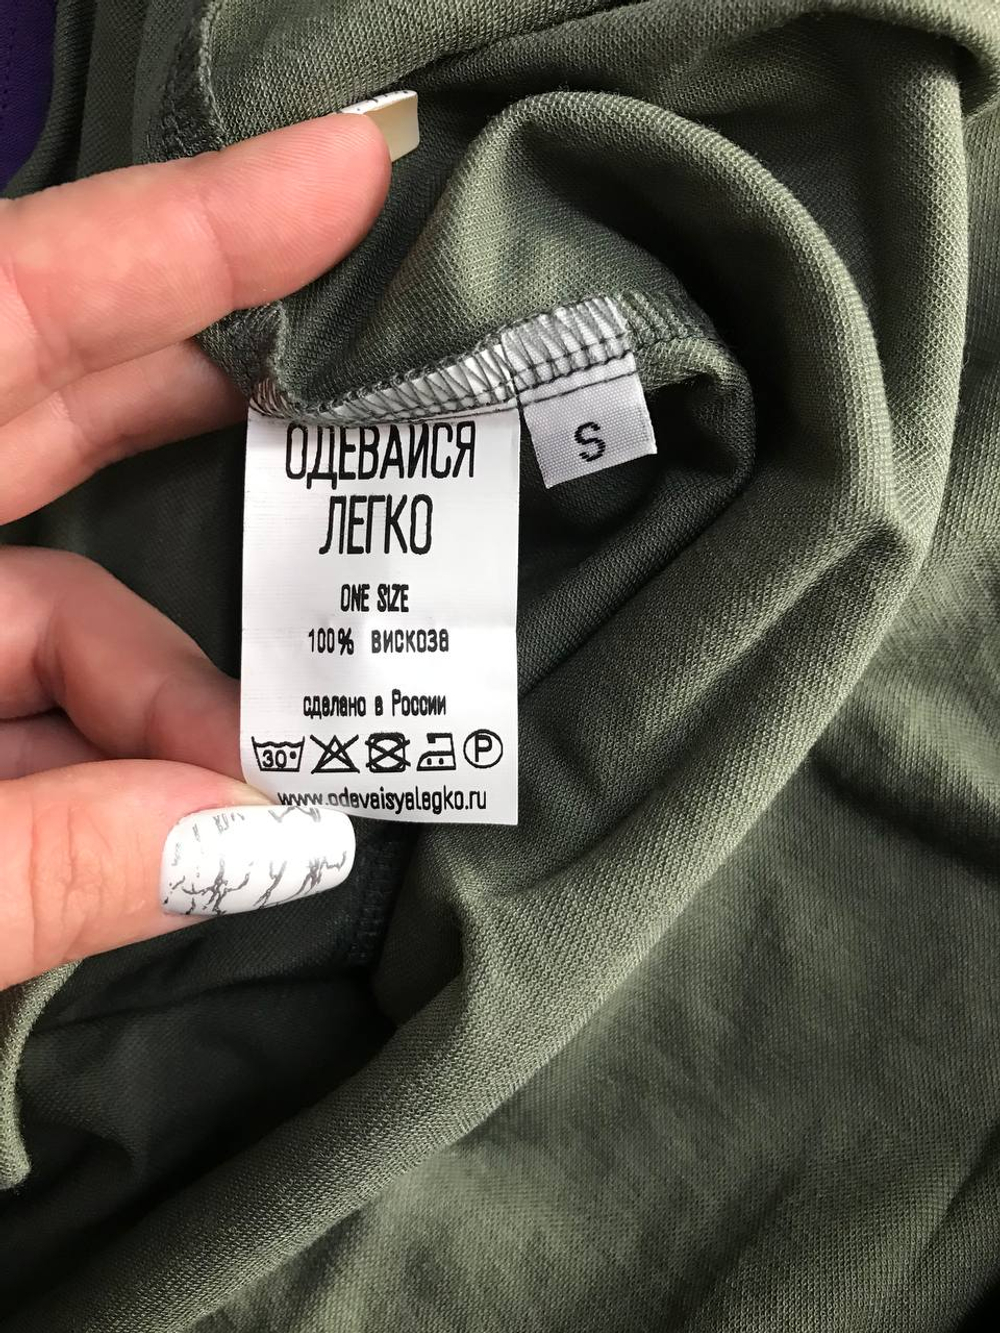 ОДЕВАЙСЯ
ЛЕГКО
S
ONE SIZE
100% вискоза
сделано в России
30°
P
www.odevaisyalegko.ru